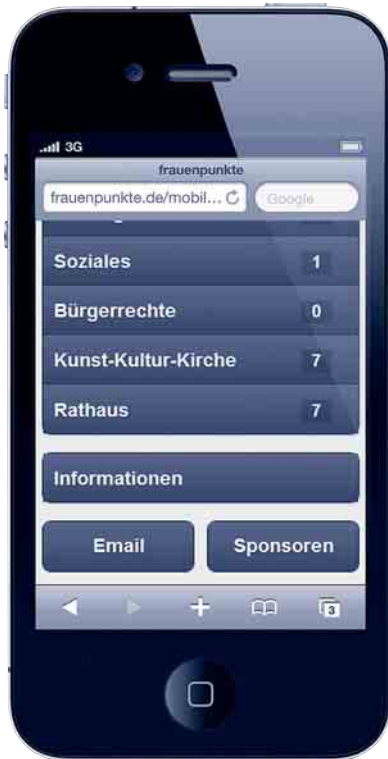 3G
frauenpunkte
frauenpunkte.de/mobil... Google
Soziales 1
Bürgerrechte 0
Kunst-Kultur-Kirche 7
Rathaus 7
Informationen
Email Sponsoren
3